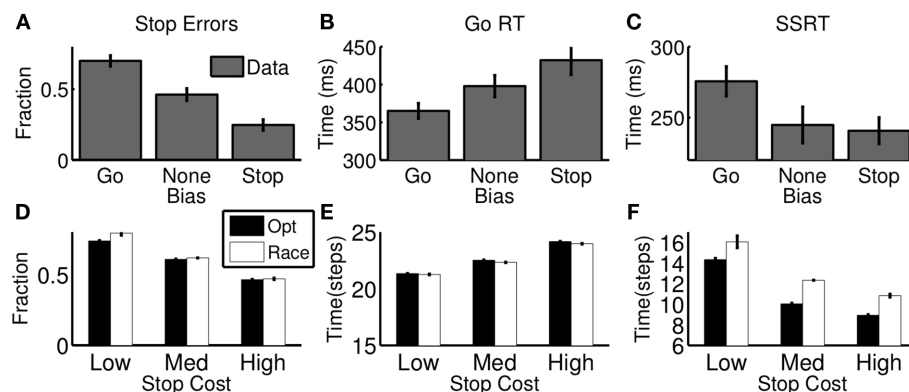 A Stop Errors
Fraction
0.5
0
Data
Go None Stop
Bias
B Go RT
Time (ms)
450
400
350
300
Go None Stop
Bias
C SSRT
Time (ms)
300
250
Go None Stop
Bias
D
Fraction
0.5
0
Opt
Race
Low Med High
Stop Cost
E
Time(steps)
25
20
15
Low Med High
Stop Cost
F
Time(steps)
16
14
12
10
8
6
Low Med High
Stop Cost